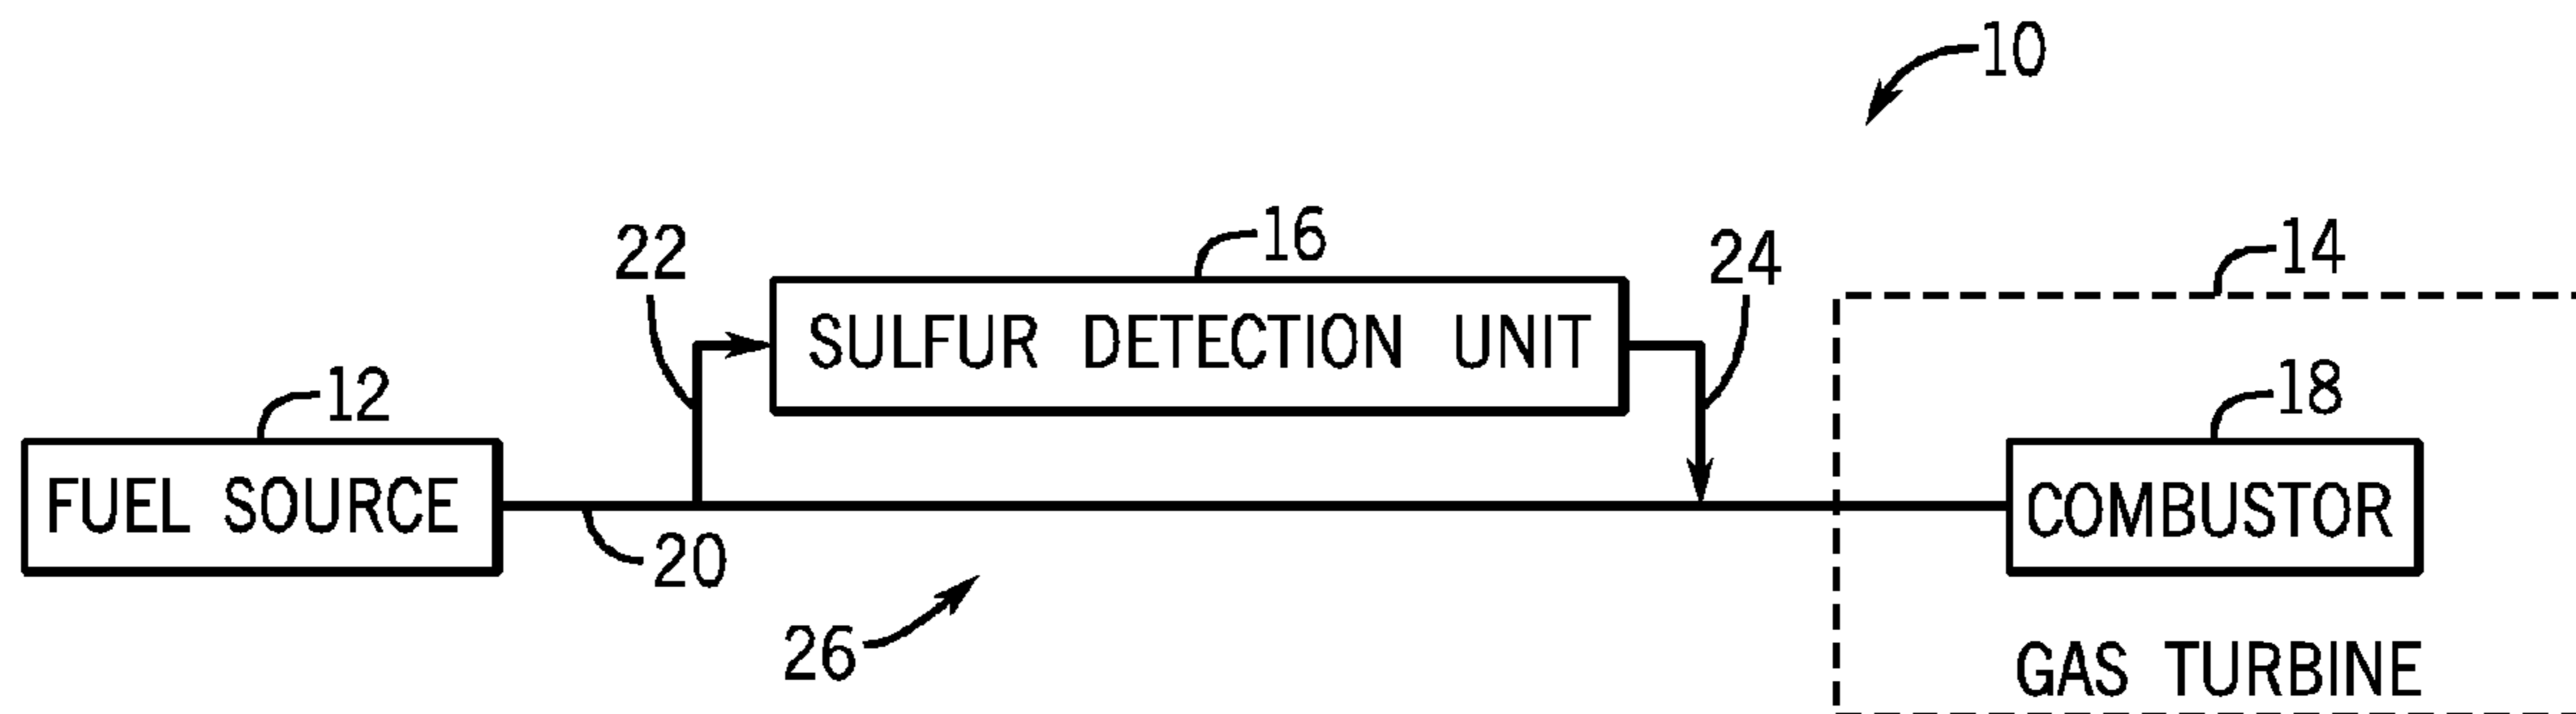 10
22
16
24
14
SULFUR DETECTION UNIT
12
18
FUEL SOURCE
COMBUSTOR
20
26
GAS TURBINE